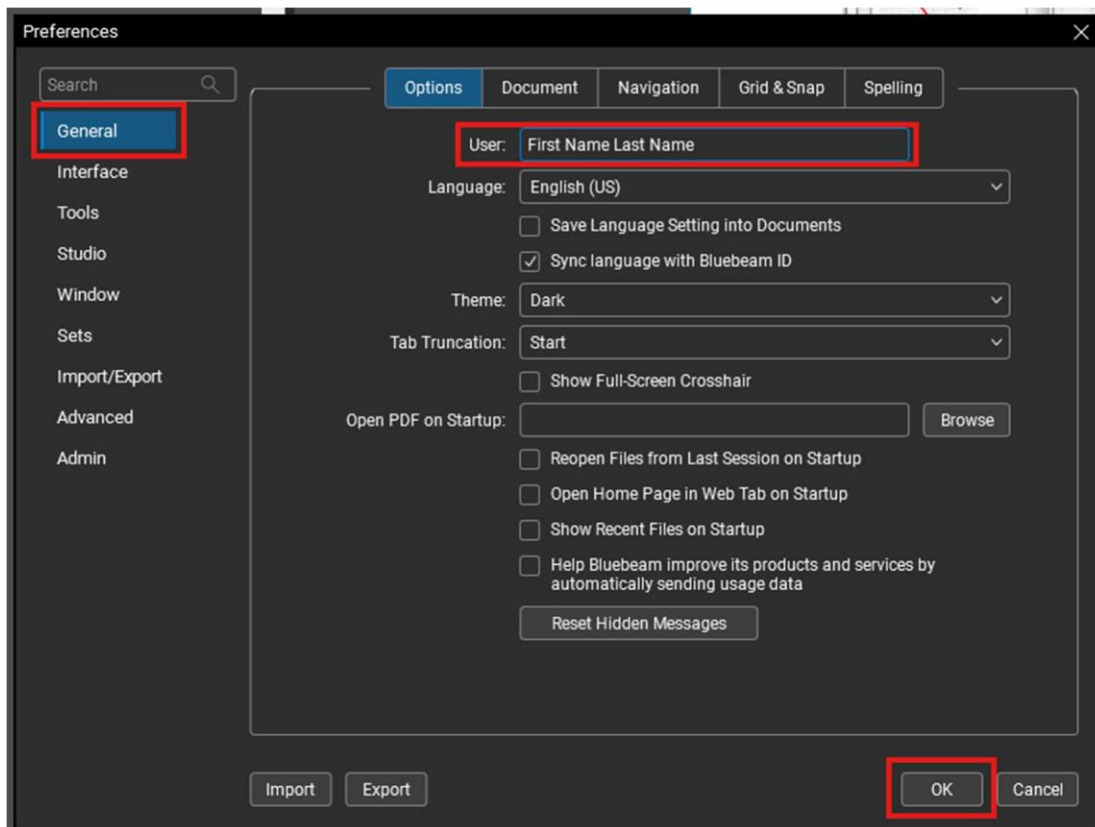 Preferences
Search
General
Interface
Tools
Studio
Window
Sets
Import/Export
Advanced
Admin
Options Document Navigation Grid & Snap Spelling
User: First Name Last Name
Language: English (US)
Save Language Setting into Documents
Sync language with Bluebeam ID
Theme: Dark
Tab Truncation: Start
Show Full-Screen Crosshair
Open PDF on Startup: Browse
Reopen Files from Last Session on Startup
Open Home Page in Web Tab on Startup
Show Recent Files on Startup
Help Bluebeam improve its products and services by
automatically sending usage data
Reset Hidden Messages
Import Export OK Cancel